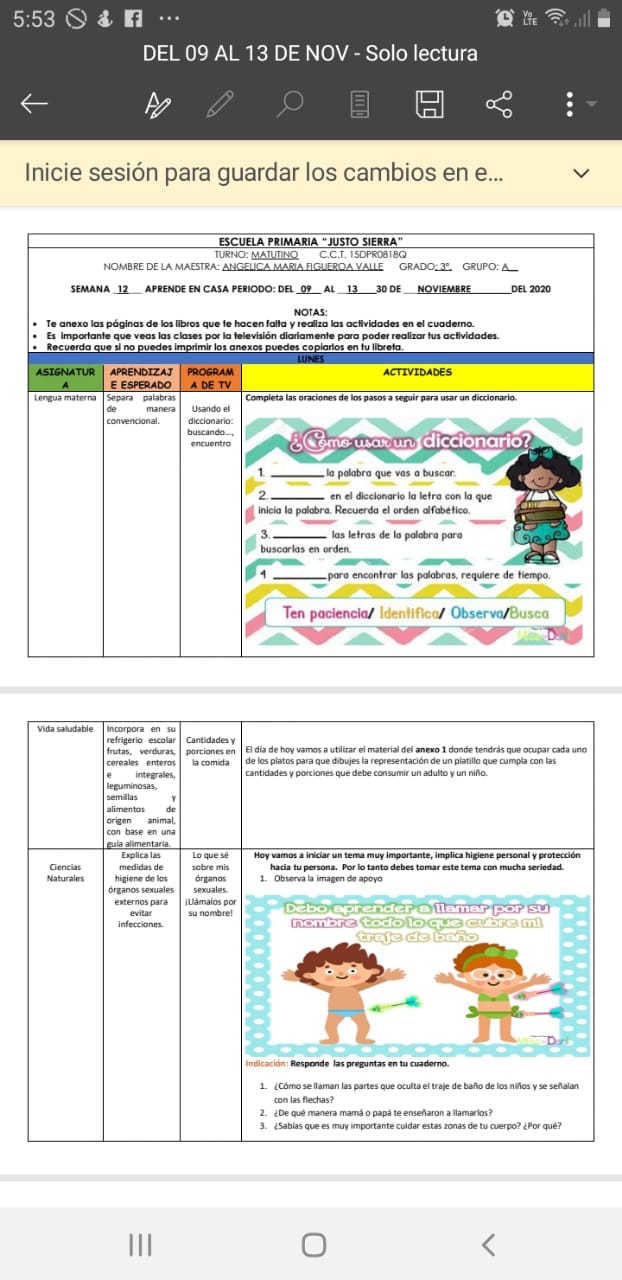 5:53
Vo
LTE
DEL 09 AL 13 DE NOV - Solo lectura
Inicie sesión para guardar los cambios en e...
ESCUELA PRIMARIA "JUSTO SIERRA"
TURNO: MATUTINO C.C.T. 15DPR0818Q
NOMBRE DE LA MAESTRA: ANGELICA MARIA FIGUEROA VALLE GRADO: 3°. GRUPO: A
SEMANA 12 APRENDE EN CASA PERIODO: DEL 09 AL 13 30 DE NOVIEMBRE DEL 2020
NOTAS:
• Te anexo las páginas de los libros que te hacen falta y realiza las actividades en el cuaderno.
• Es importante que veas las clases por la televisión diariamente para poder realizar tus actividades.
• Recuerda que si no puedes imprimir los anexos puedes copiarlos en tu libreta.
LUNES
ASIGNATUR
A
APRENDIZAJ
E ESPERADO
PROGRAM
A DE TV
ACTIVIDADES
Lengua materna
Separa palabras
de manera
convencional.
Usando el
diccionario:
buscando...,
encuentro
Completa las oraciones de los pasos a seguir para usar un diccionario.
¿Cómo usar un diccionario?
1. ________ la palabra que vas a buscar.
2. ________ en el diccionario la letra con la que
inicia la palabra. Recuerda el orden alfabético.
3. ________ las letras de la palabra para
buscarlas en orden.
4 ________ para encontrar las palabras, requiere de tiempo.
Ten paciencia/ Identifica/ Observa/Busca
Vida saludable
Incorpora en su
refrigerio escolar
frutas, verduras,
cereales enteros
e integrales,
leguminosas,
semillas y
alimentos de
origen animal,
con base en una
guía alimentaria.
Cantidades y
porciones en
la comida
El día de hoy vamos a utilizar el material del anexo 1 donde tendrás que ocupar cada uno
de los platos para que dibujes la representación de un platillo que cumpla con las
cantidades y porciones que debe consumir un adulto y un niño.
Ciencias
Naturales
Explica las
medidas de
higiene de los
órganos sexuales
externos para
evitar
infecciones.
Lo que sé
sobre mis
órganos
sexuales.
¡Llámalos por
su nombre!
Hoy vamos a iniciar un tema muy importante, implica higiene personal y protección
hacia tu persona. Por lo tanto debes tomar este tema con mucha seriedad.
1. Observa la imagen de apoyo
Debo aprender a llamar por su
nombre todo lo que cubre mi
traje de baño
Indicación: Responde las preguntas en tu cuaderno.
1. ¿Cómo se llaman las partes que oculta el traje de baño de los niños y se señalan
con las flechas?
2. ¿De qué manera mamá o papá te enseñaron a llamarlos?
3. ¿Sabías que es muy importante cuidar estas zonas de tu cuerpo? ¿Por qué?